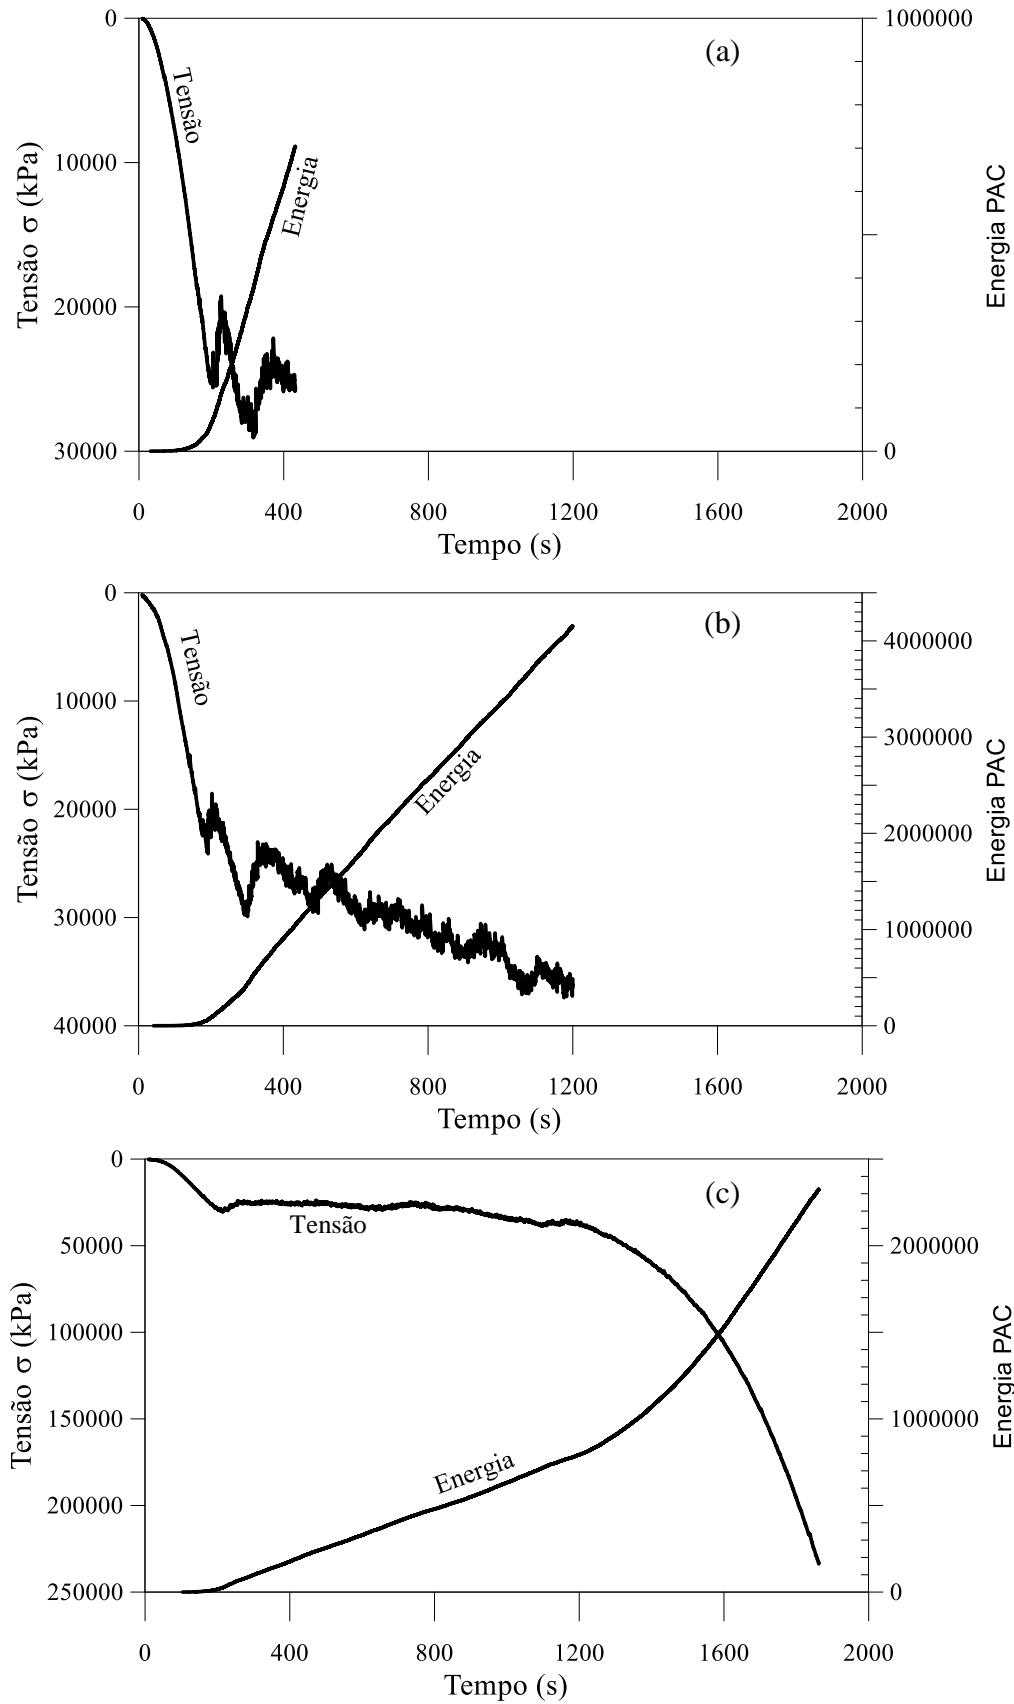 0
1000000
(a)
Tensão
10000
Energia
Tensão σ (kPa)
Energia PAC
20000
30000
0
0
400
800
1200
1600
2000
Tempo (s)
0
(b)
4000000
Tensão
10000
3000000
Energia
Tensão σ (kPa)
Energia PAC
20000
2000000
30000
1000000
40000
0
0
400
800
1200
1600
2000
Tempo (s)
0
(c)
Tensão
50000
2000000
Tensão σ (kPa)
Energia PAC
100000
150000
1000000
Energia
200000
250000
0
0
400
800
1200
1600
2000
Tempo (s)